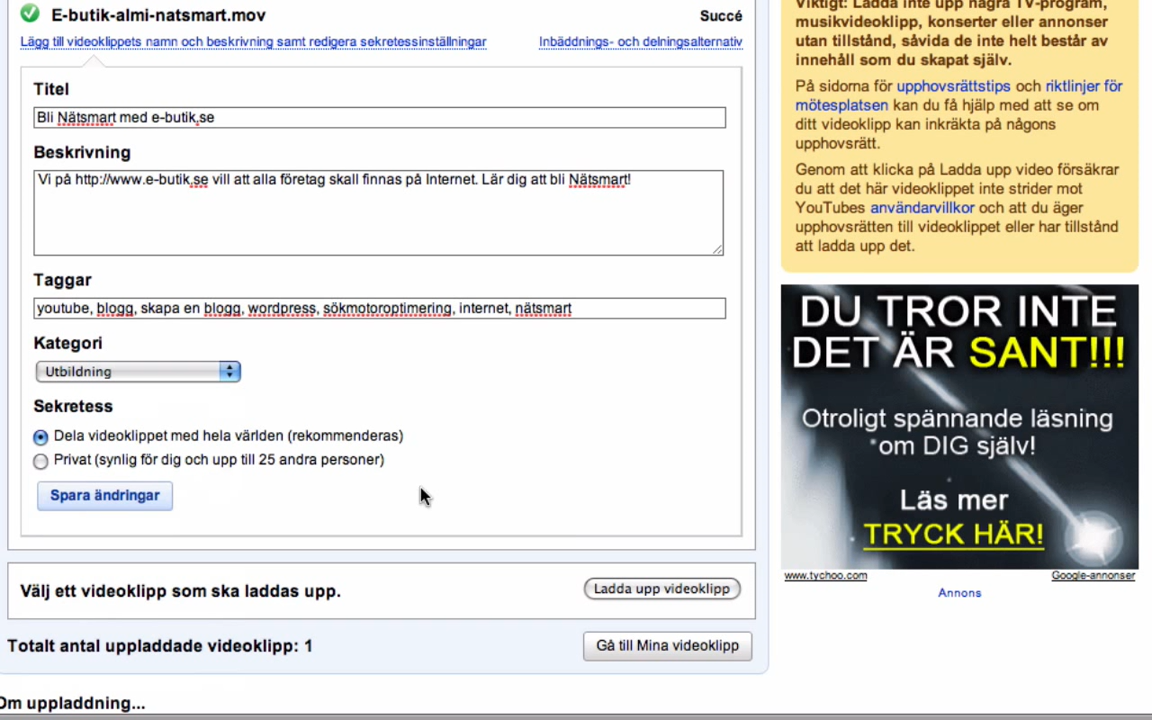 E-butik-almi-natsmart.mov
Succé
Lägg till videoklippets namn och beskrivning samt redigera sekretessinställningar
Inbäddnings- och delningsalternativ
Titel
Bli Nätsmart med e-butik.se
Beskrivning
Vi på http://www.e-butik.se vill att alla företag skall finnas på Internet. Lär dig att bli Nätsmart!
Taggar
youtube, blogg, skapa en blogg, wordpress, sökmotoroptimering, internet, nätsmart
Kategori
Utbildning
Sekretess
Dela videoklippet med hela världen (rekommenderas)
Privat (synlig för dig och upp till 25 andra personer)
Spara ändringar
Välj ett videoklipp som ska laddas upp.
Ladda upp videoklipp
Totalt antal uppladdade videoklipp: 1
Gå till Mina videoklipp
Om uppladdning...
Viktigt: Ladda inte upp några TV-program,
musikvideoklipp, konserter eller annonser
utan tillstånd, såvida de inte helt består av
innehåll som du skapat själv.
På sidorna för upphovsrättstips och riktlinjer för
mötesplatsen kan du få hjälp med att se om
ditt videoklipp kan inkräkta på någons
upphovsrätt.
Genom att klicka på Ladda upp video försäkrar
du att det här videoklippet inte strider mot
YouTubes användarvillkor och att du äger
upphovsrätten till videoklippet eller har tillstånd
att ladda upp det.
DU TROR INTE
DET ÄR SANT!!!
Otroligt spännande läsning
om DIG själv!
Läs mer
TRYCK HÄR!
www.tychoo.com
Google-annonser
Annons